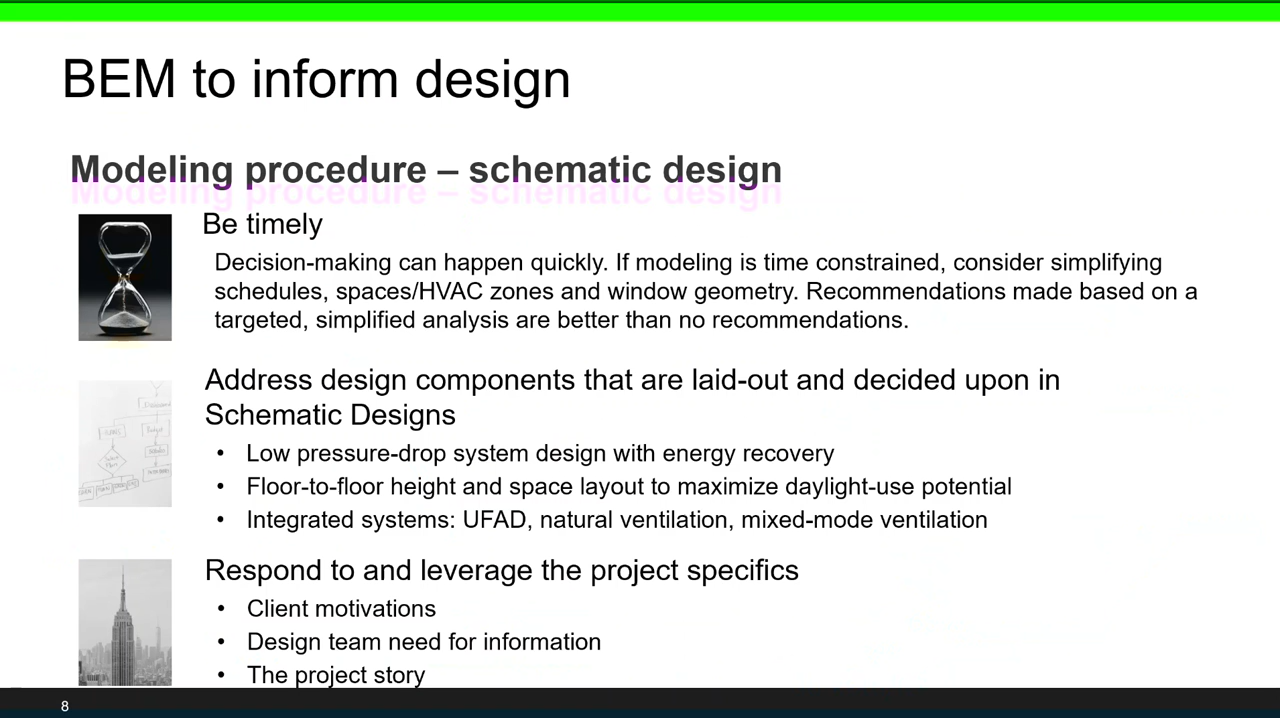 BEM to inform design
Modeling procedure – schematic design
Be timely
Decision-making can happen quickly. If modeling is time constrained, consider simplifying
schedules, spaces/HVAC zones and window geometry. Recommendations made based on a
targeted, simplified analysis are better than no recommendations.
Address design components that are laid-out and decided upon in
Schematic Designs
• Low pressure-drop system design with energy recovery
• Floor-to-floor height and space layout to maximize daylight-use potential
• Integrated systems: UFAD, natural ventilation, mixed-mode ventilation
Respond to and leverage the project specifics
• Client motivations
• Design team need for information
• The project story
8